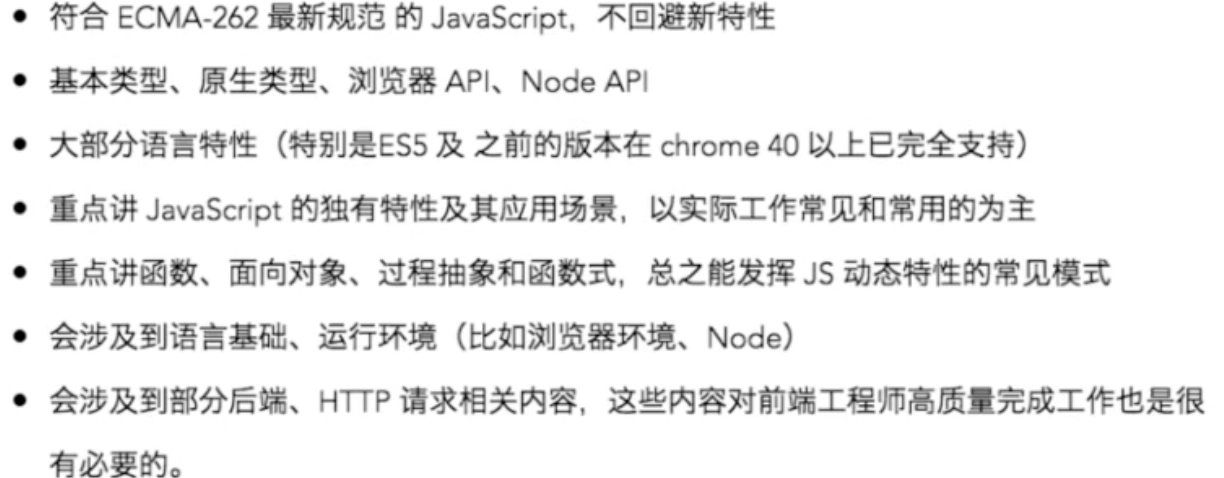 • 符合 ECMA-262 最新规范 的 JavaScript，不回避新特性
• 基本类型、原生类型、浏览器 API、Node API
• 大部分语言特性（特别是ES5 及 之前的版本在 chrome 40 以上已完全支持）
• 重点讲 JavaScript 的独有特性及其应用场景，以实际工作常见和常用的为主
• 重点讲函数、面向对象、过程抽象和函数式，总之能发挥 JS 动态特性的常见模式
• 会涉及到语言基础、运行环境（比如浏览器环境、Node）
• 会涉及到部分后端、HTTP 请求相关内容，这些内容对前端工程师高质量完成工作也是很
有必要的。